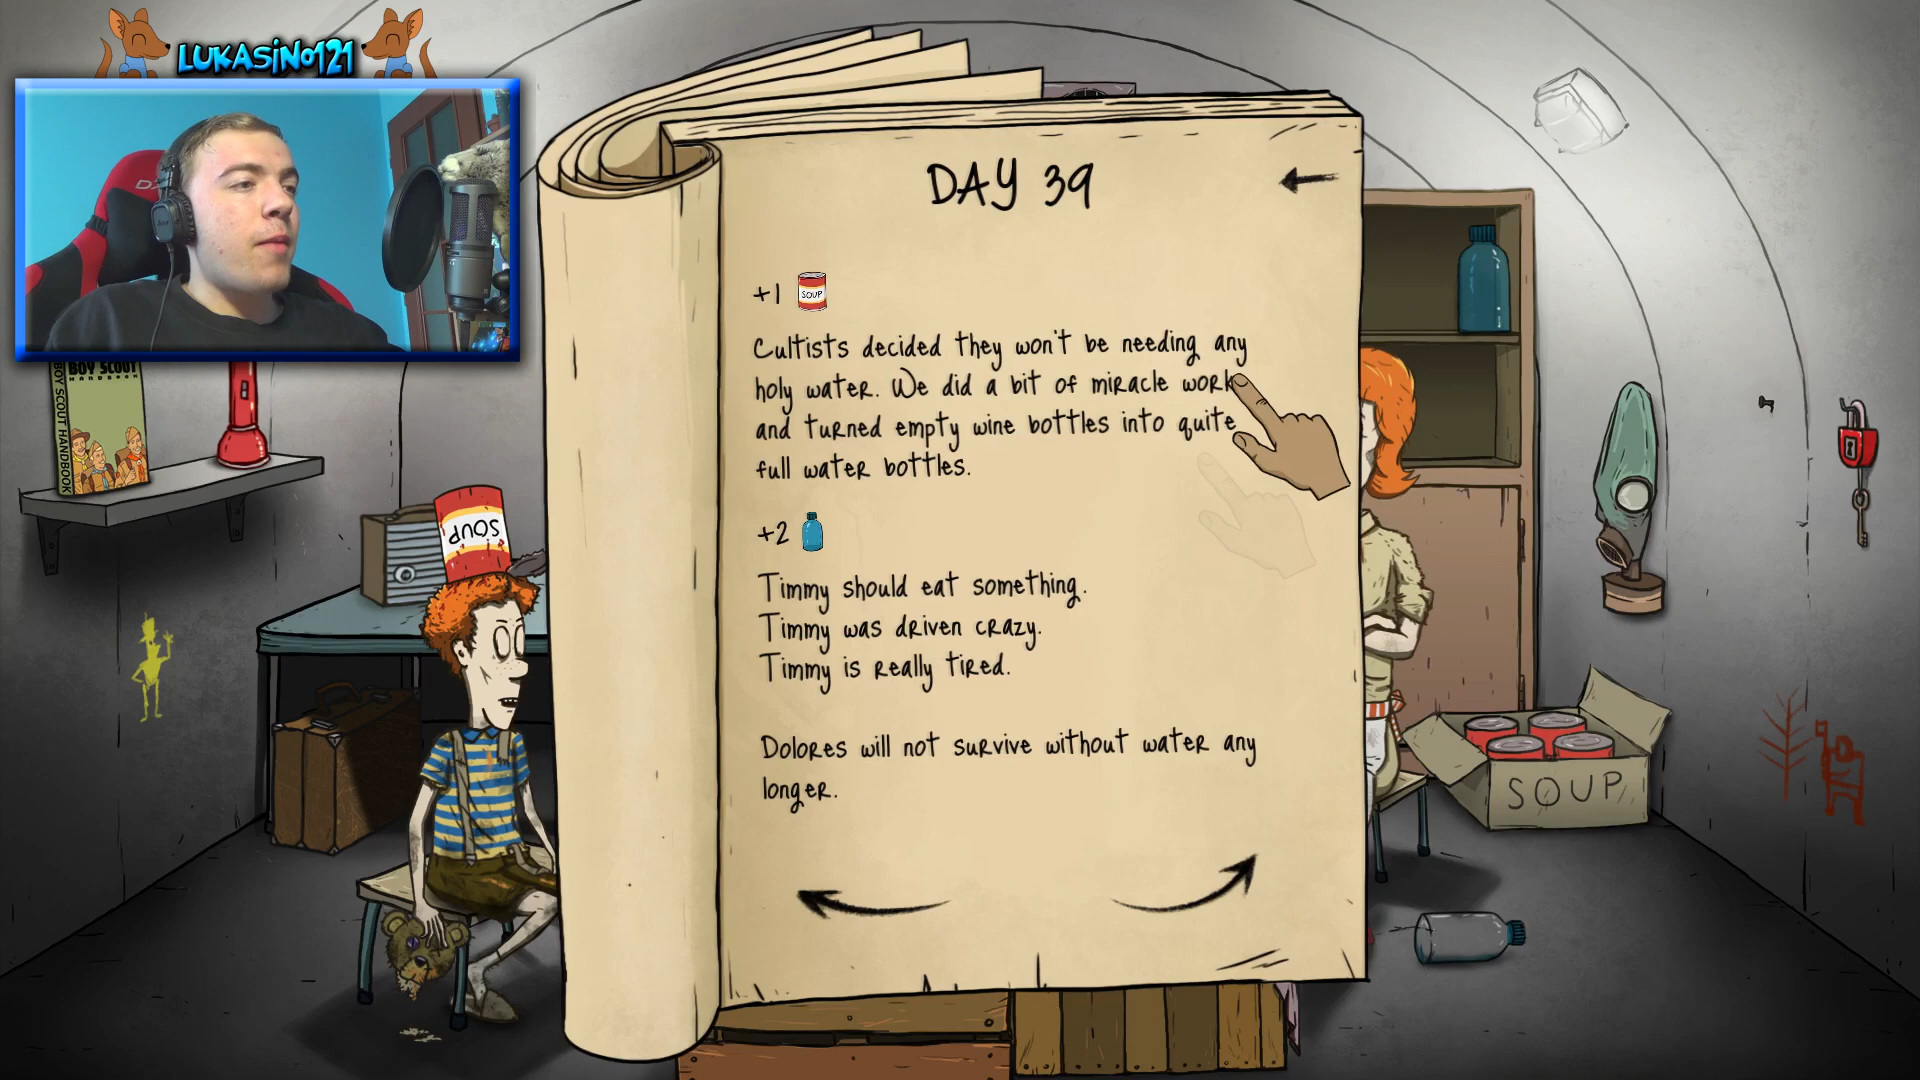 LUKASiNO121
DAY 39
+1 SOUP
Cultists decided they won't be needing any
holy water. We did a bit of miracle work
and turned empty wine bottles into quite
full water bottles.
+2
Timmy should eat something.
Timmy was driven crazy.
Timmy is really tired.
Dolores will not survive without water any
longer.
BOY SCOUT
HANDBOOK
BOY SCOUT HANDBOOK
SOUP
SOUP